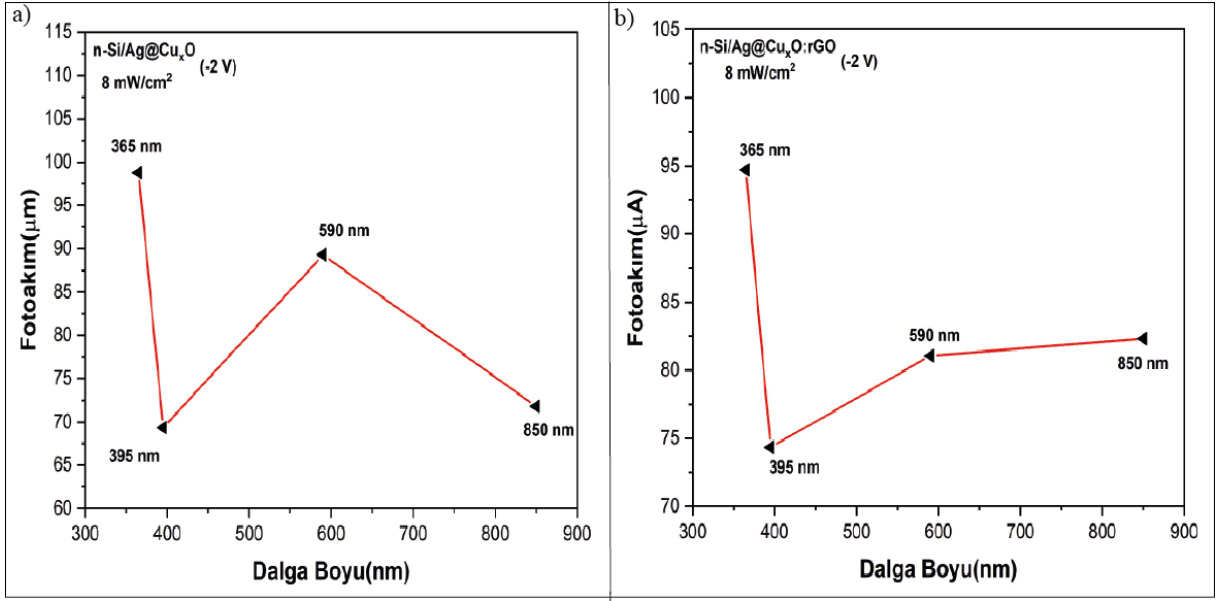 a)
n-Si/Ag@CuₓO (-2 V)
8 mW/cm²
115
110
105
100
95
90
85
80
75
70
65
60
Fotoakım(μm)
365 nm
590 nm
395 nm
850 nm
300 400 500 600 700 800 900
Dalga Boyu(nm)
b)
n-Si/Ag@CuₓO:rGO (-2 V)
8 mW/cm²
105
100
95
90
85
80
75
70
Fotoakım(μA)
365 nm
590 nm
850 nm
395 nm
300 400 500 600 700 800 900
Dalga Boyu(nm)